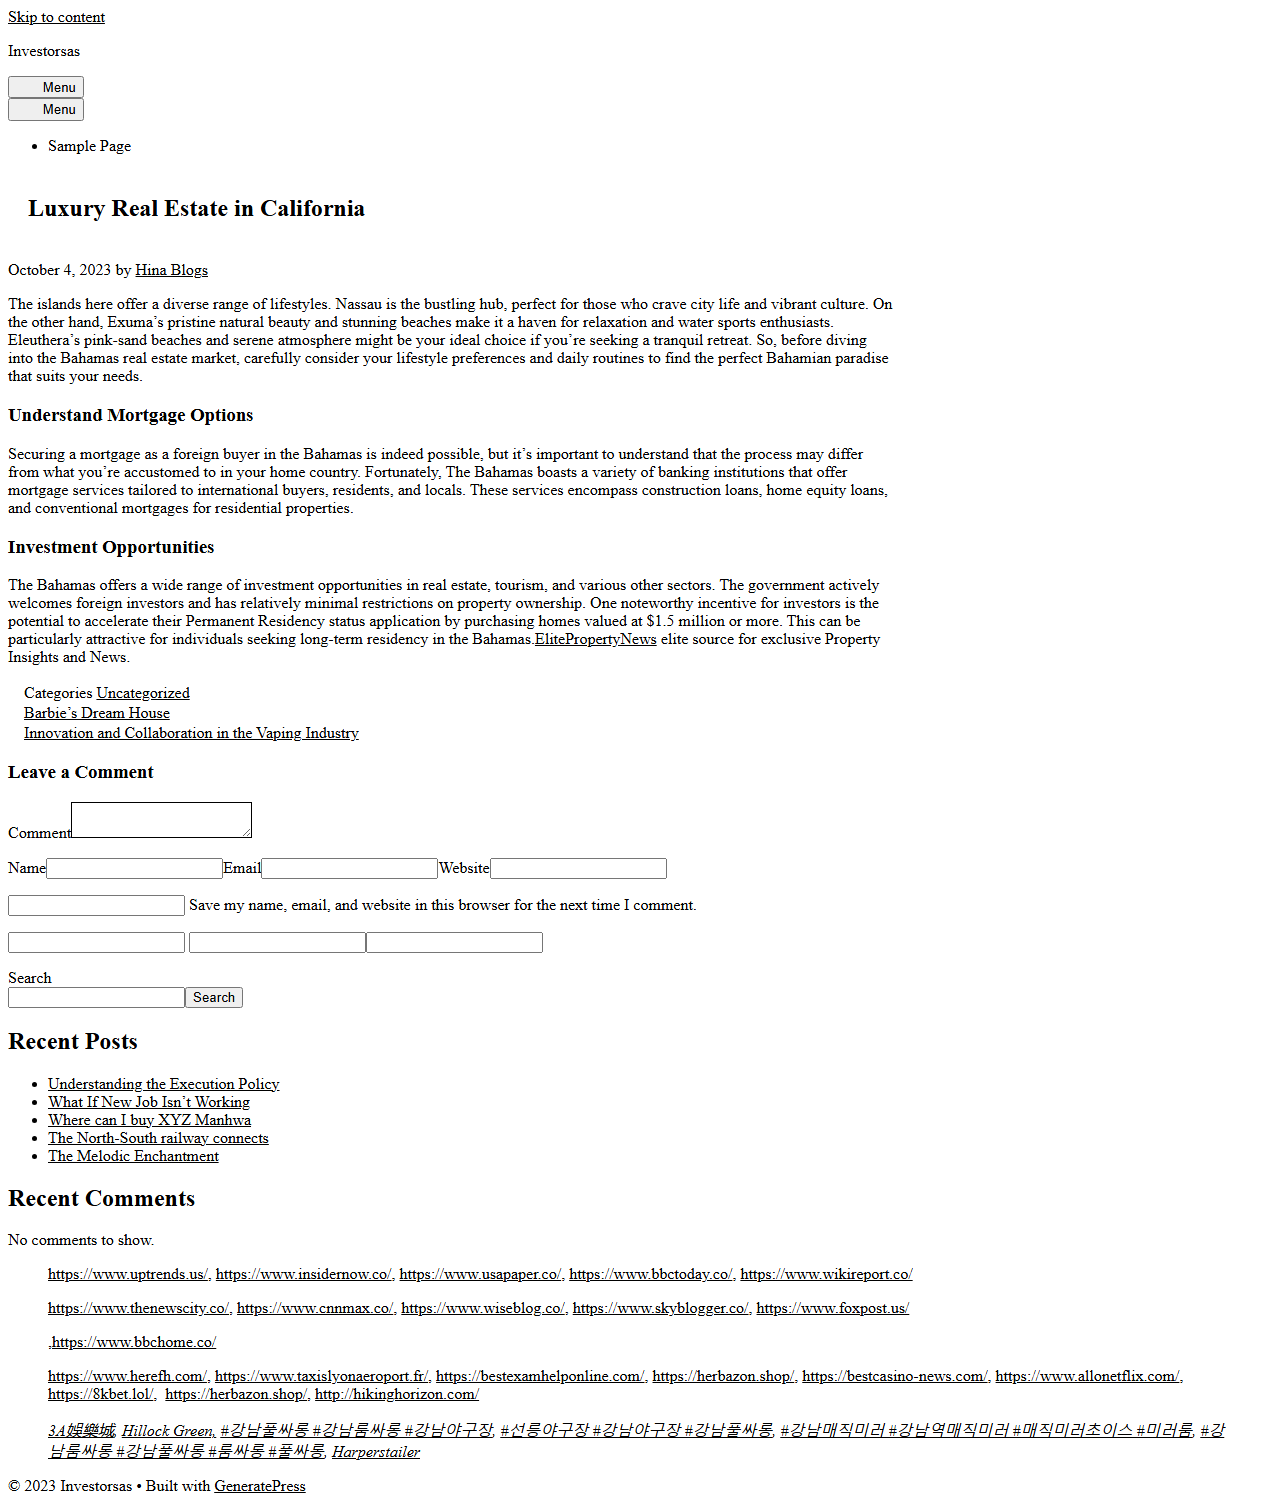 Skip to content
Investorsas
Menu
Menu
• Sample Page
Luxury Real Estate in California
October 4, 2023 by Hina Blogs
The islands here offer a diverse range of lifestyles. Nassau is the bustling hub, perfect for those who crave city life and vibrant culture. On
the other hand, Exuma’s pristine natural beauty and stunning beaches make it a haven for relaxation and water sports enthusiasts.
Eleuthera’s pink-sand beaches and serene atmosphere might be your ideal choice if you’re seeking a tranquil retreat. So, before diving
into the Bahamas real estate market, carefully consider your lifestyle preferences and daily routines to find the perfect Bahamian paradise
that suits your needs.
Understand Mortgage Options
Securing a mortgage as a foreign buyer in the Bahamas is indeed possible, but it’s important to understand that the process may differ
from what you’re accustomed to in your home country. Fortunately, The Bahamas boasts a variety of banking institutions that offer
mortgage services tailored to international buyers, residents, and locals. These services encompass construction loans, home equity loans,
and conventional mortgages for residential properties.
Investment Opportunities
The Bahamas offers a wide range of investment opportunities in real estate, tourism, and various other sectors. The government actively
welcomes foreign investors and has relatively minimal restrictions on property ownership. One noteworthy incentive for investors is the
potential to accelerate their Permanent Residency status application by purchasing homes valued at $1.5 million or more. This can be
particularly attractive for individuals seeking long-term residency in the Bahamas.ElitePropertyNews elite source for exclusive Property
Insights and News.
Categories Uncategorized
Barbie’s Dream House
Innovation and Collaboration in the Vaping Industry
Leave a Comment
Comment
Name Email Website
Save my name, email, and website in this browser for the next time I comment.
Search
Search
Recent Posts
• Understanding the Execution Policy
• What If New Job Isn’t Working
• Where can I buy XYZ Manhwa
• The North-South railway connects
• The Melodic Enchantment
Recent Comments
No comments to show.
https://www.uptrends.us/, https://www.insidernow.co/, https://www.usapaper.co/, https://www.bbctoday.co/, https://www.wikireport.co/
https://www.thenewscity.co/, https://www.cnnmax.co/, https://www.wiseblog.co/, https://www.skyblogger.co/, https://www.foxpost.us/
,https://www.bbchome.co/
https://www.herefh.com/, https://www.taxislyonaeroport.fr/, https://bestexamhelponline.com/, https://herbazon.shop/, https://bestcasino-news.com/, https://www.allonetflix.com/,
https://8kbet.lol/, https://herbazon.shop/, http://hikinghorizon.com/
3A娛樂城, Hillock Green, #강남풀싸롱 #강남룸싸롱 #강남야구장, #선릉야구장 #강남야구장 #강남풀싸롱, #강남매직미러 #강남역매직미러 #매직미러초이스 #미러룸, #강
남룸싸롱 #강남풀싸롱 #룸싸롱 #풀싸롱, Harperstailer
© 2023 Investorsas • Built with GeneratePress